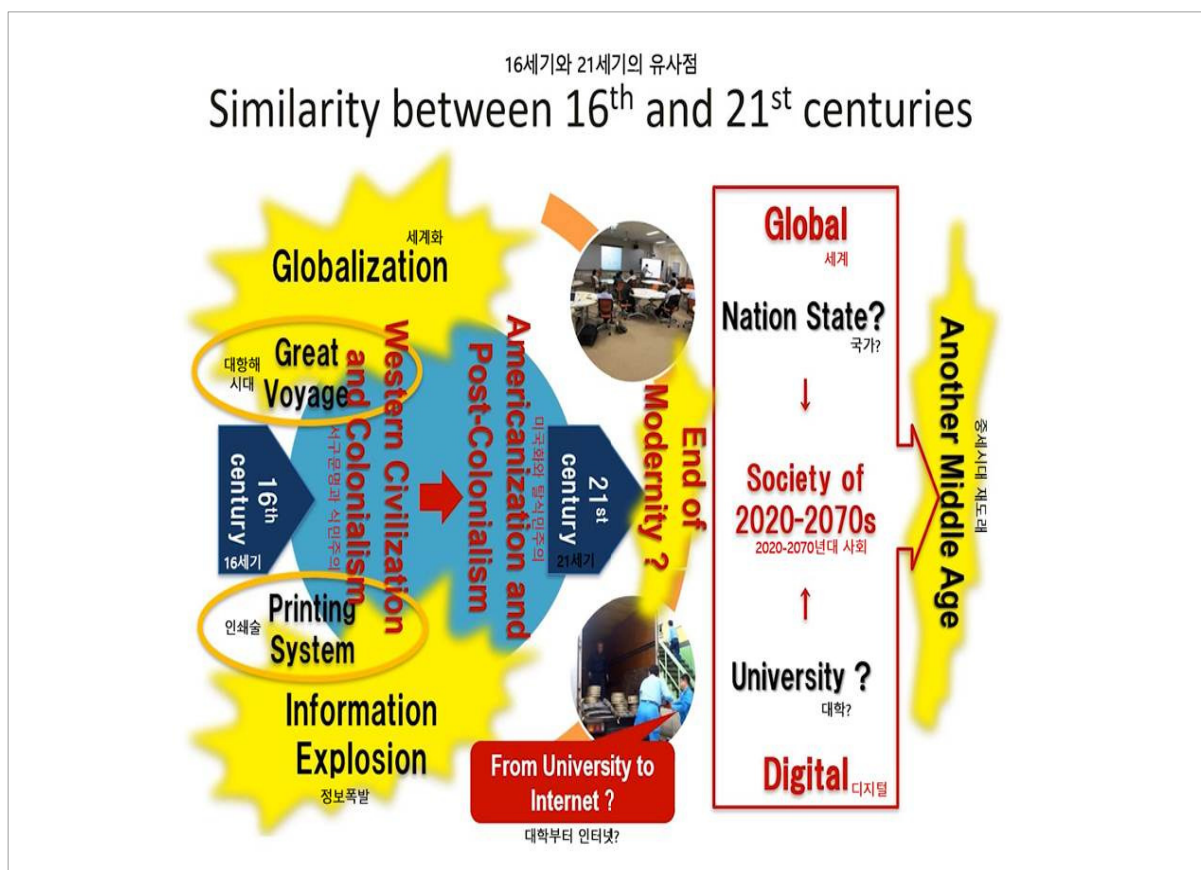 16세기와 21세기의 유사점
Similarity between 16th and 21st centuries
세계화
Globalization
대항해
시대
Great
Voyage
16th
century
16세기
인쇄술
Printing
System
Information
Explosion
정보폭발
Western Civilization
and Colonialism
서구문명과 식민주의
Americanization and
Post-Colonialism
미국화와 탈식민주의
21st
century
21세기
End of
Modernity ?
From University to
Internet ?
대학부터 인터넷?
Global
세계
Nation State?
국가?
Society of
2020-2070s
2020-2070년대 사회
University ?
대학?
Digital
디지털
Another Middle Age
중세시대 재도래